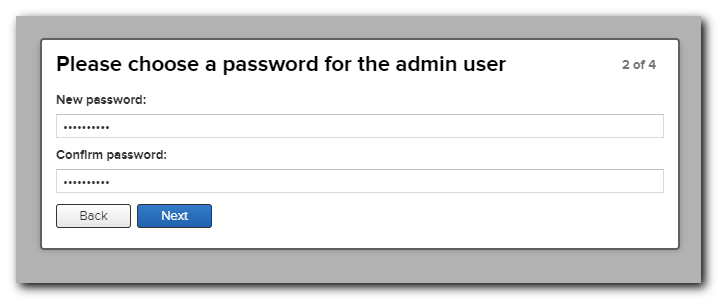 Please choose a password for the admin user
2 of 4
New password:
••••••••••
Confirm password:
••••••••••
Back
Next